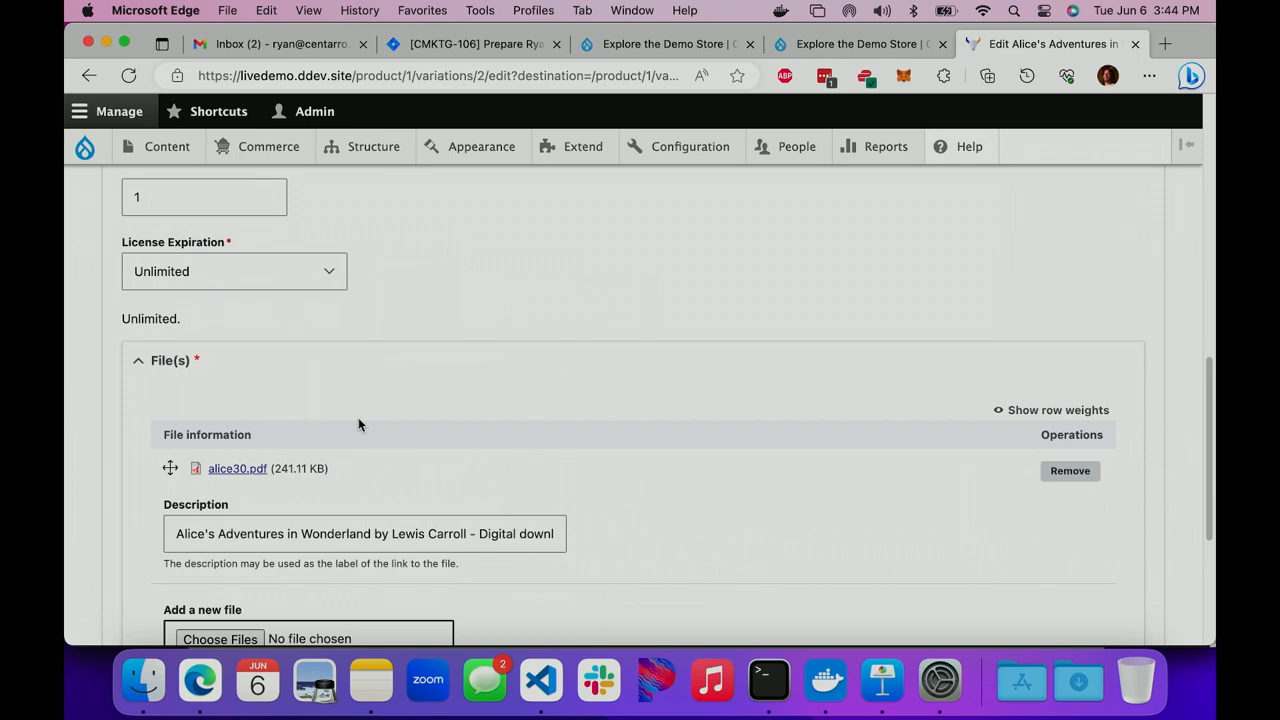 Microsoft Edge File Edit View History Favorites Tools Profiles Tab Window Help Tue Jun 6 3:44 PM
Inbox (2) - ryan@centarro. [CMKTG-106] Prepare Rya Explore the Demo Store | C Explore the Demo Store | C Edit Alice's Adventures in
https://livedemo.ddev.site/product/1/variations/2/edit?destination=/product/1/va...
ABP 1
Manage Shortcuts Admin
Content Commerce Structure Appearance Extend Configuration People Reports Help
1
License Expiration*
Unlimited
Unlimited.
File(s) *
Show row weights
File information Operations
alice30.pdf (241.11 KB) Remove
Description
Alice's Adventures in Wonderland by Lewis Carroll - Digital downl
The description may be used as the label of the link to the file.
Add a new file
Choose Files No file chosen
JUN
6
zoom
2